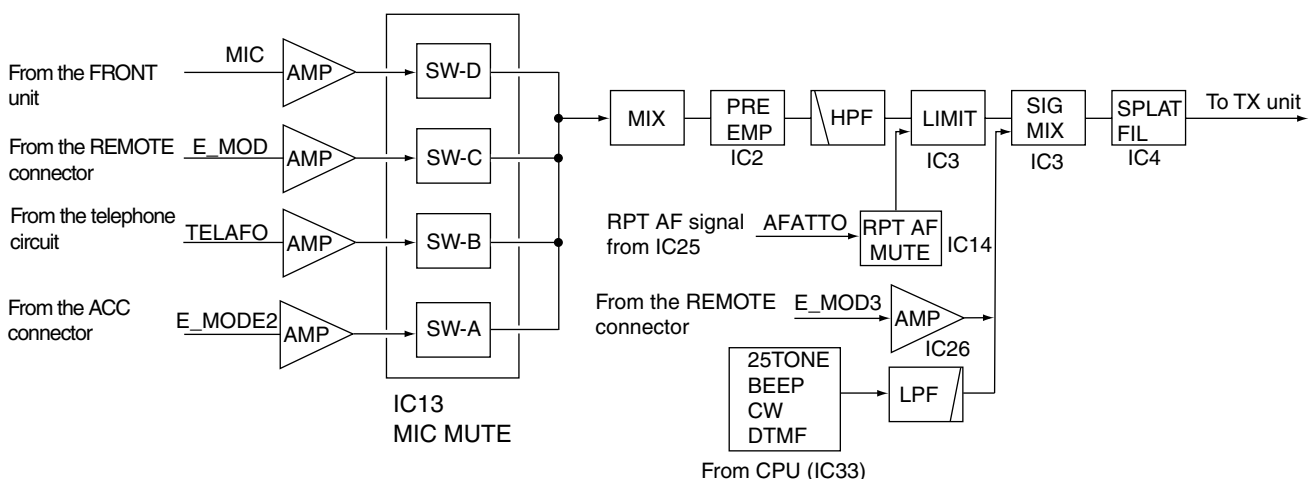 From the FRONT
unit
MIC
AMP
SW-D
From the REMOTE
connector
E_MOD
AMP
SW-C
From the telephone
circuit
TELAFO
AMP
SW-B
From the ACC
connector
E_MODE2
AMP
SW-A
IC13
MIC MUTE
MIX
PRE
EMP
IC2
HPF
LIMIT
IC3
SIG
MIX
IC3
SPLAT
FIL
IC4
To TX unit
RPT AF signal
from IC25
AFATTO
RPT AF
MUTE
IC14
From the REMOTE
connector
E_MOD3
AMP
IC26
25TONE
BEEP
CW
DTMF
LPF
From CPU (IC33)